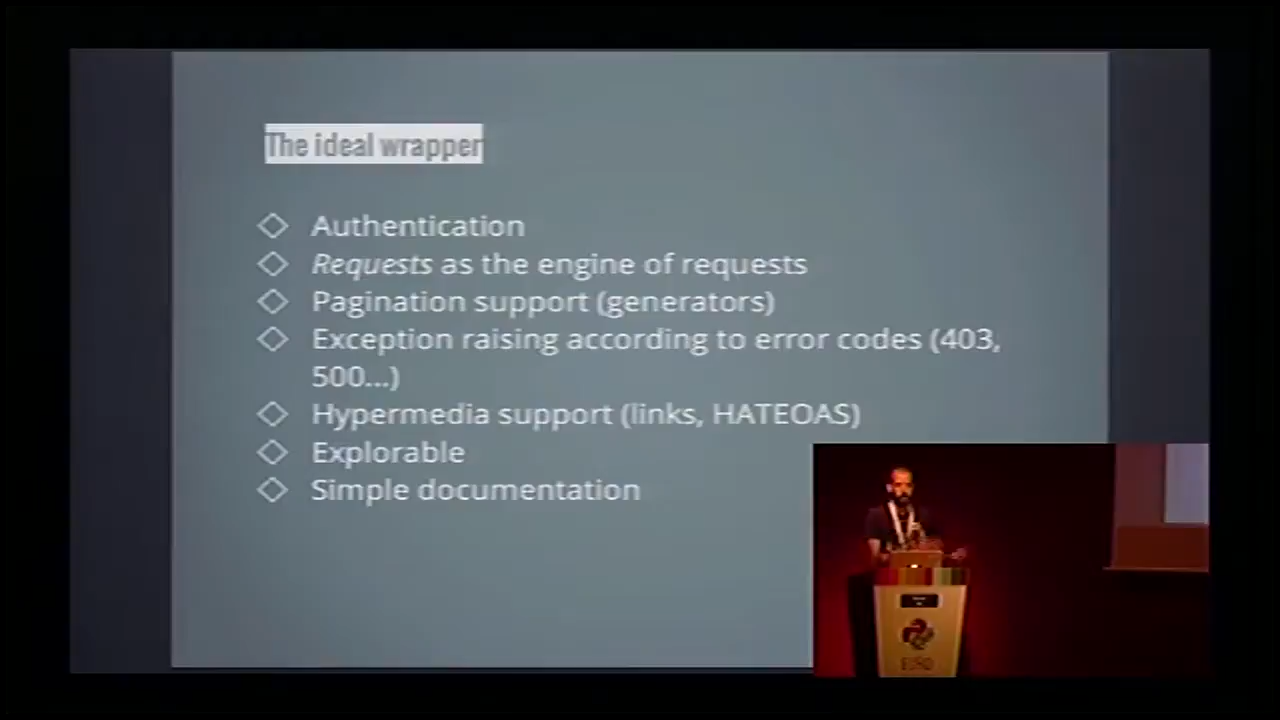 The ideal wrapper
Authentication
Requests as the engine of requests
Pagination support (generators)
Exception raising according to error codes (403,
500...)
Hypermedia support (links, HATEOAS)
Explorable
Simple documentation
EURO